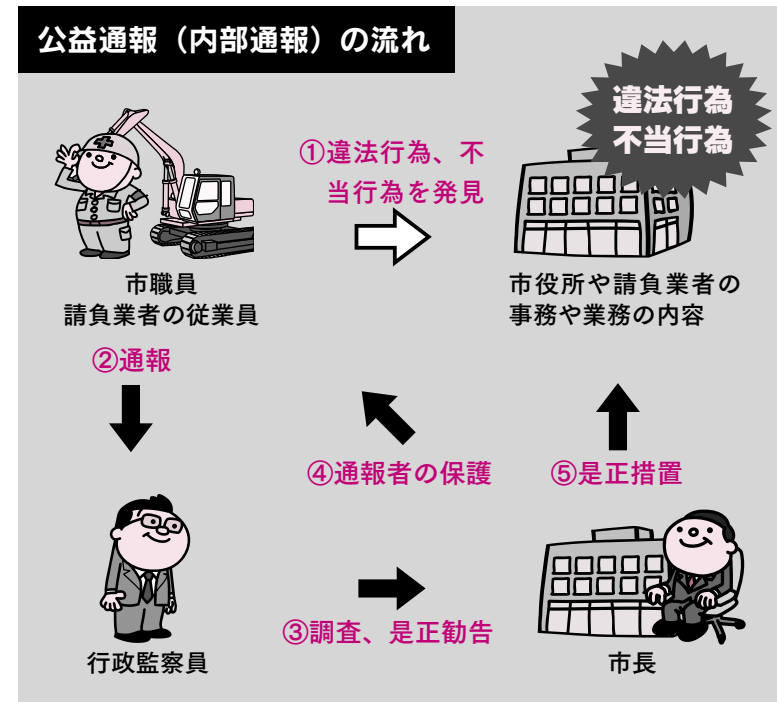 公益通報（内部通報）の流れ
違法行為
不当行為
①違法行為、不
当行為を発見
市職員
請負業者の従業員
市役所や請負業者の
事務や業務の内容
②通報
④通報者の保護
⑤是正措置
③調査、是正勧告
行政監察員
市長